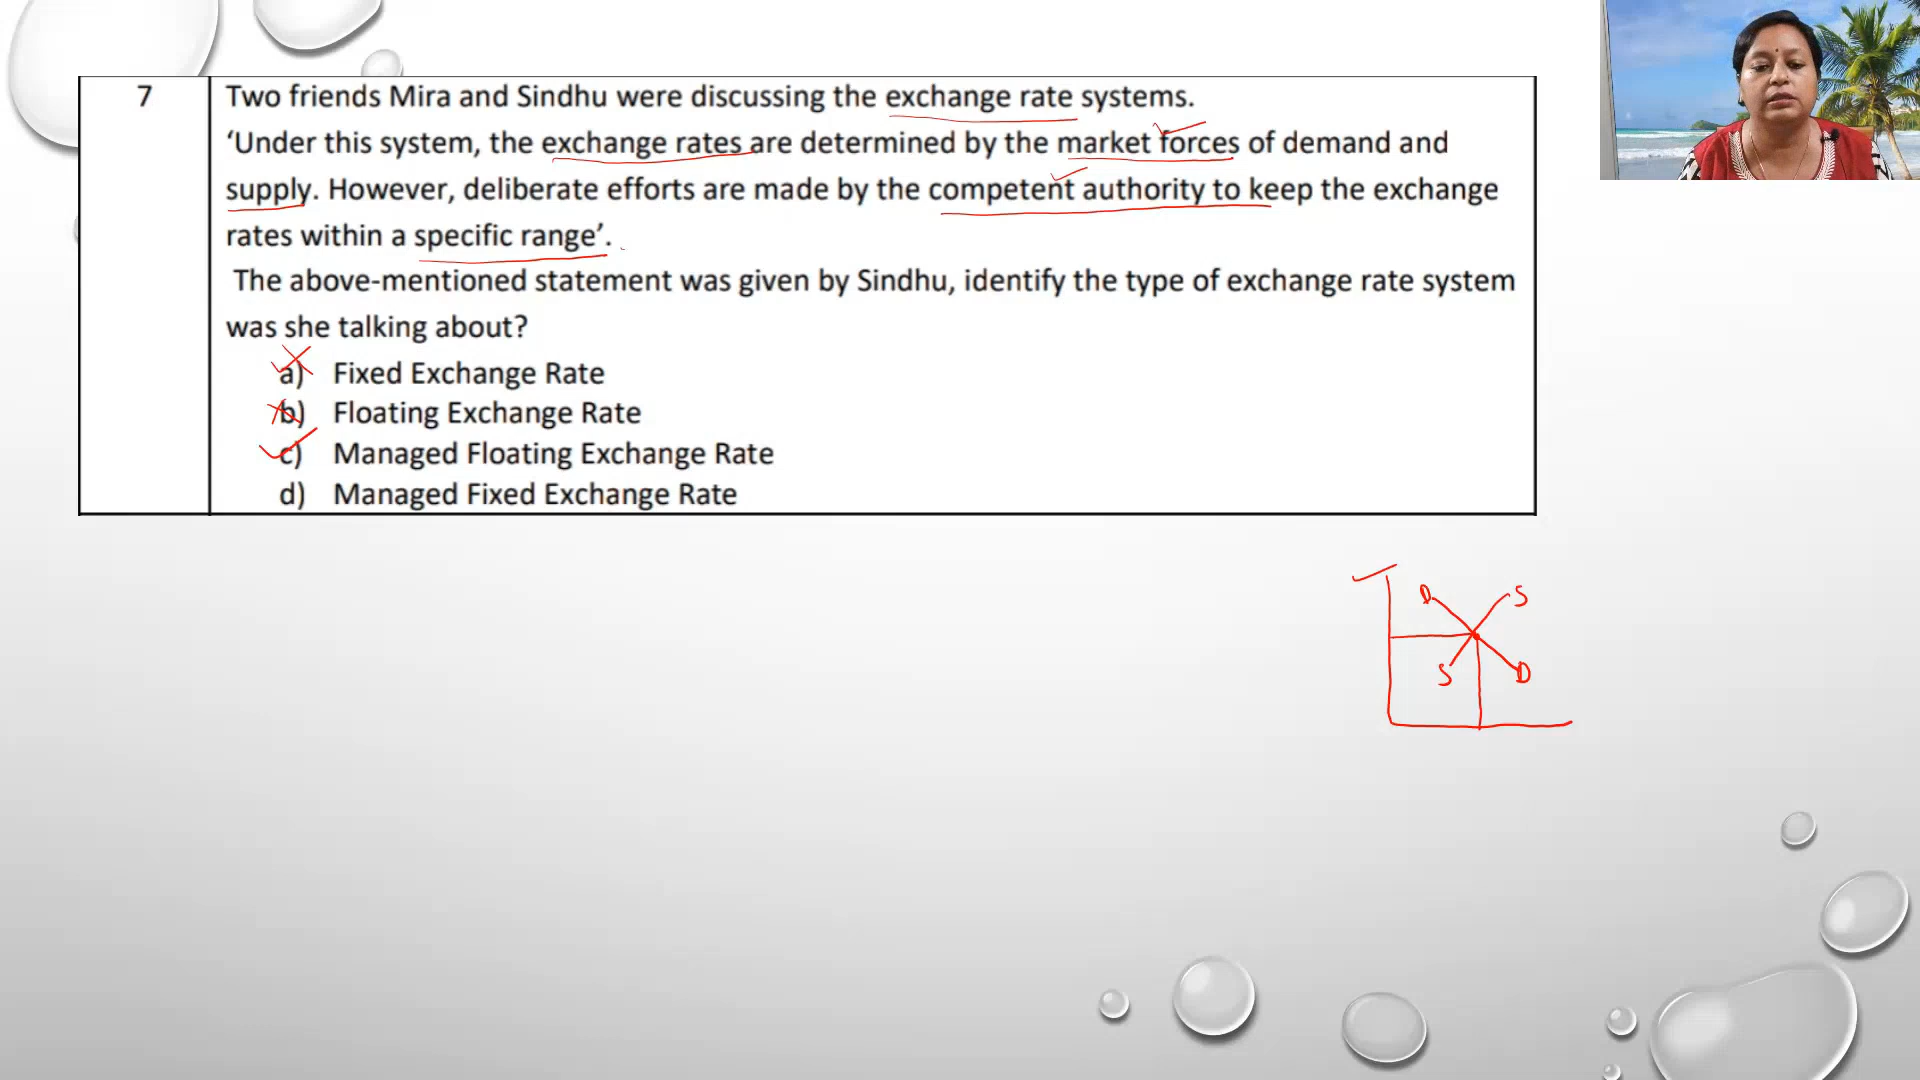 7
Two friends Mira and Sindhu were discussing the exchange rate systems.
‘Under this system, the exchange rates are determined by the market forces of demand and
supply. However, deliberate efforts are made by the competent authority to keep the exchange
rates within a specific range’.
The above-mentioned statement was given by Sindhu, identify the type of exchange rate system
was she talking about?
a) Fixed Exchange Rate
b) Floating Exchange Rate
c) Managed Floating Exchange Rate
d) Managed Fixed Exchange Rate
D S
S D